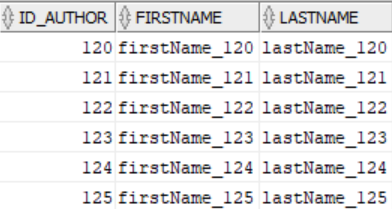 ID_AUTHOR FIRSTNAME LASTNAME
120 firstName_120 lastName_120
121 firstName_121 lastName_121
122 firstName_122 lastName_122
123 firstName_123 lastName_123
124 firstName_124 lastName_124
125 firstName_125 lastName_125